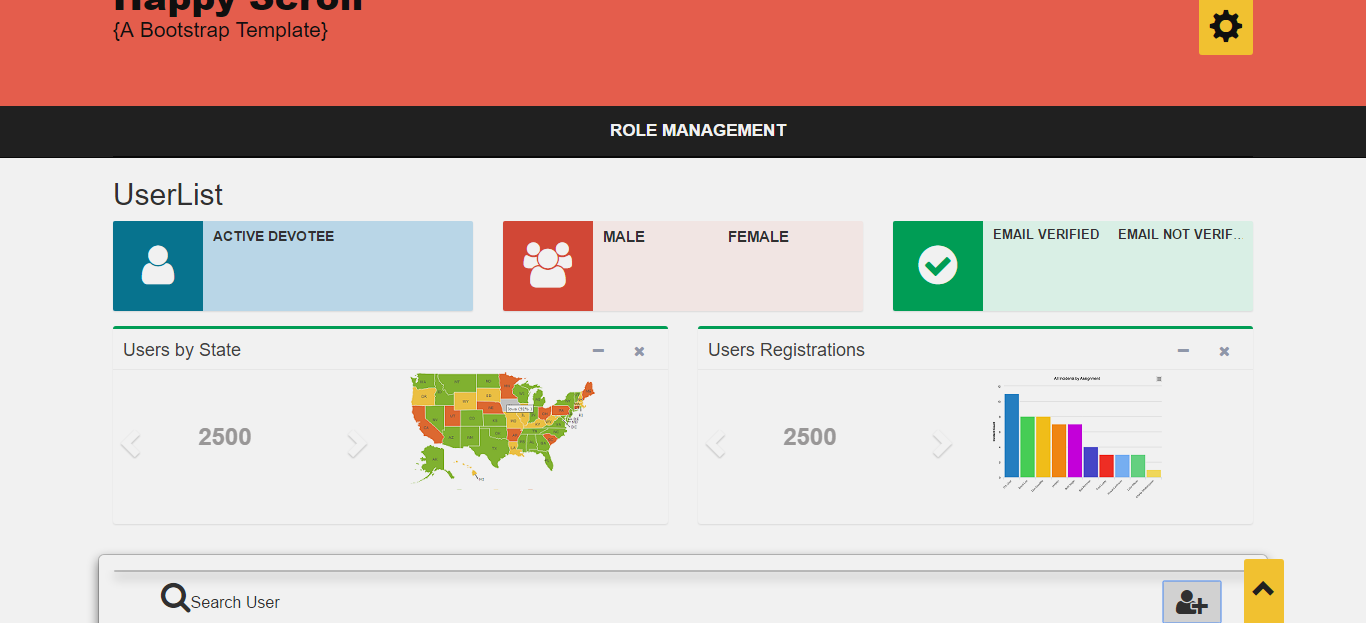 Happy Scroll
{A Bootstrap Template}
ROLE MANAGEMENT
UserList
ACTIVE DEVOTEE
MALE FEMALE
EMAIL VERIFIED EMAIL NOT VERIF...
Users by State
2500
Users Registrations
2500
All Incidents by Assignment
Search User